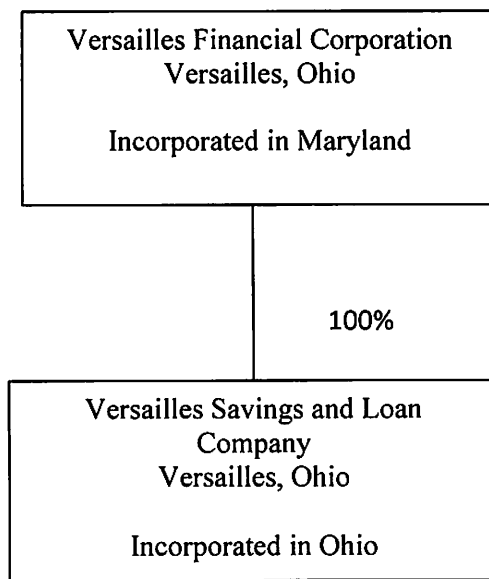 Versailles Financial Corporation
Versailles, Ohio
Incorporated in Maryland
100%
Versailles Savings and Loan
Company
Versailles, Ohio
Incorporated in Ohio